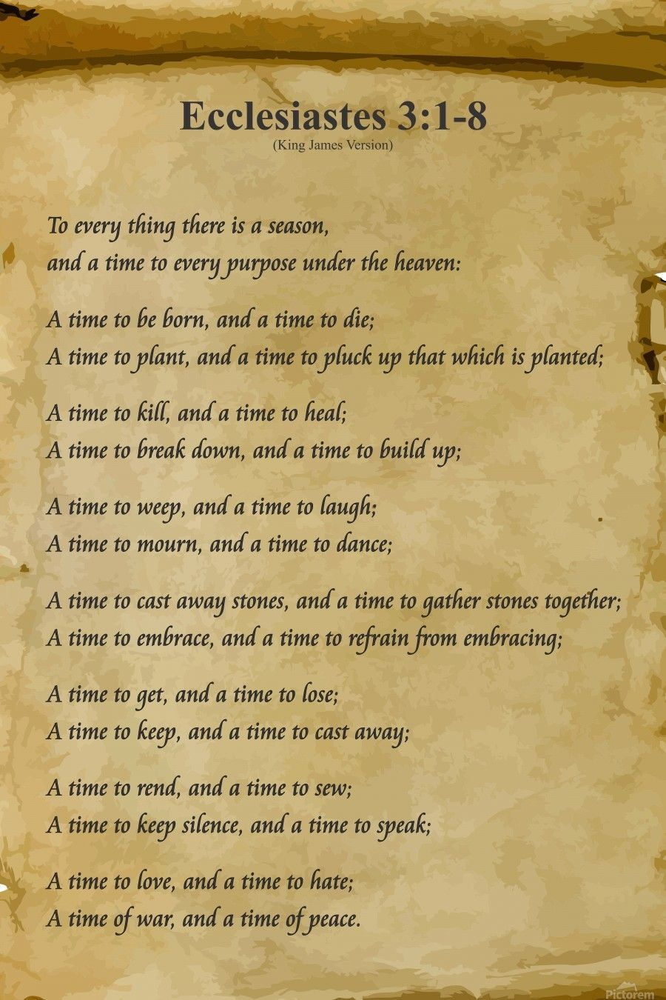 Ecclesiastes 3:1-8
(King James Version)
To every thing there is a season,
and a time to every purpose under the heaven:
A time to be born, and a time to die;
A time to plant, and a time to pluck up that which is planted;
A time to kill, and a time to heal;
A time to break down, and a time to build up;
A time to weep, and a time to laugh;
A time to mourn, and a time to dance;
A time to cast away stones, and a time to gather stones together;
A time to embrace, and a time to refrain from embracing;
A time to get, and a time to lose;
A time to keep, and a time to cast away;
A time to rend, and a time to sew;
A time to keep silence, and a time to speak;
A time to love, and a time to hate;
A time of war, and a time of peace.
Pictorem